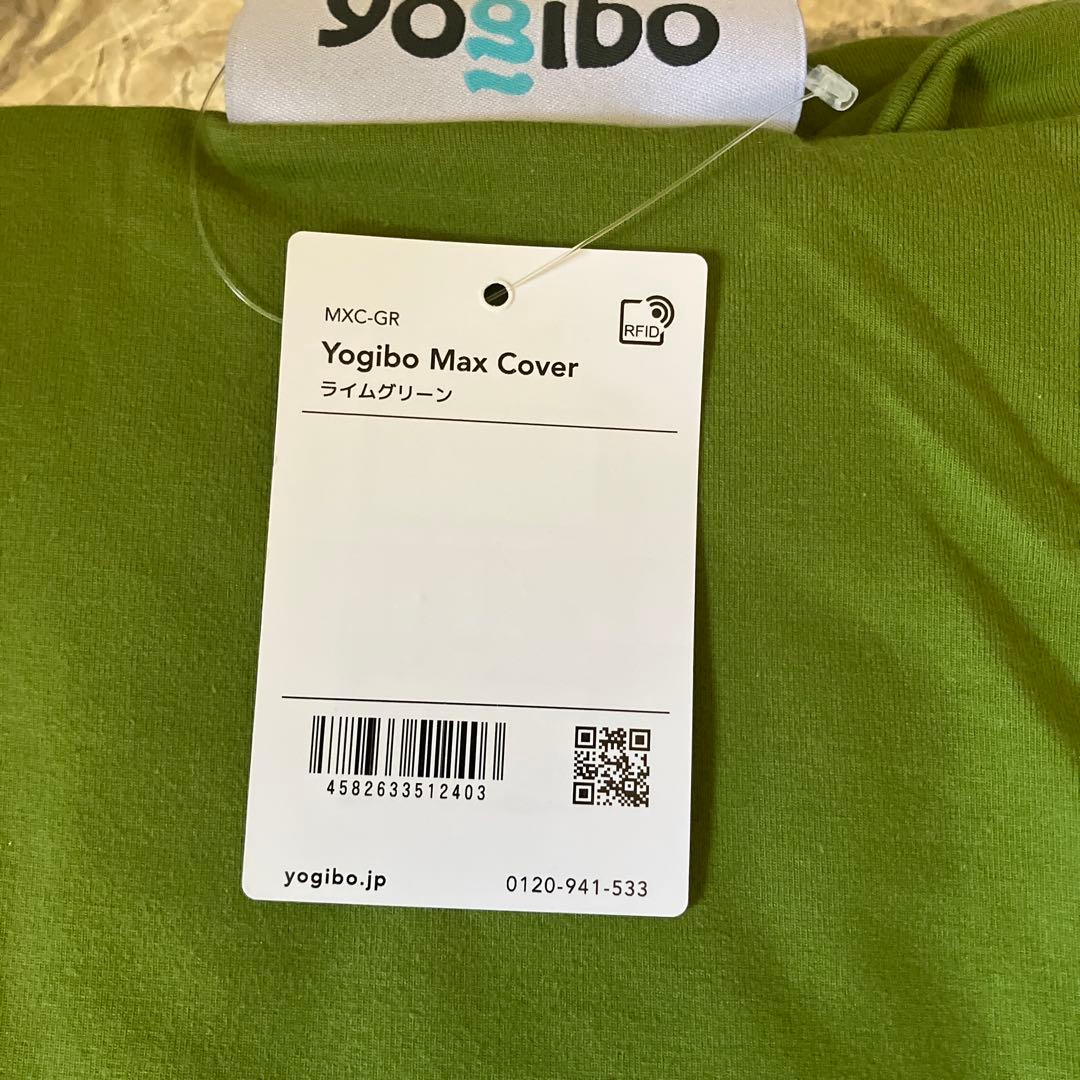 yogibo
MXC-GR
RFID
Yogibo Max Cover
ライムグリーン
4582633512403
yogibo.jp
0120-941-533